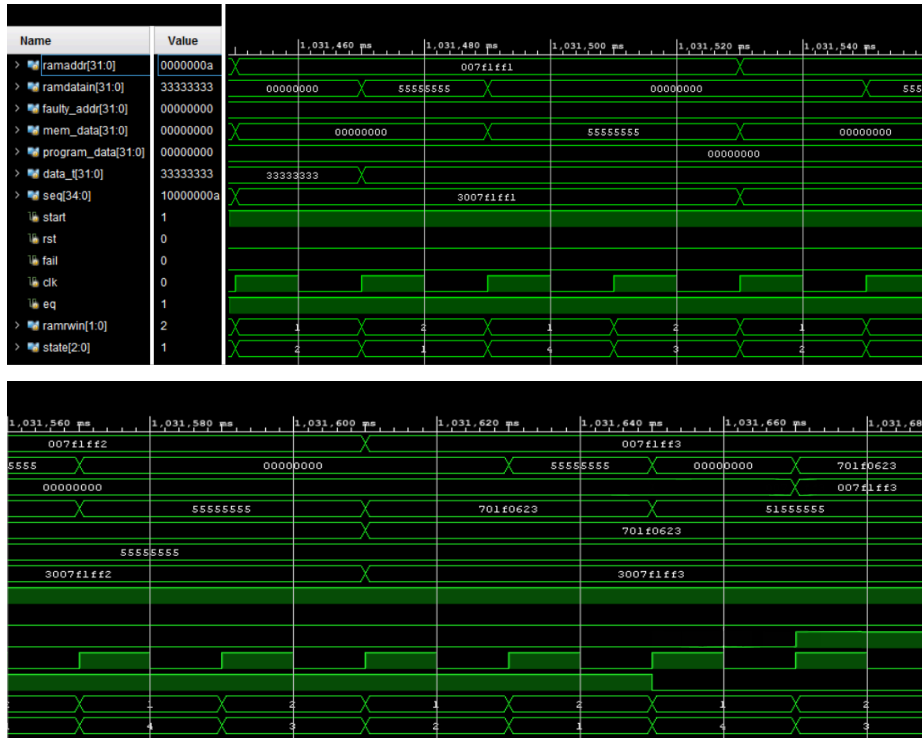 Name Value
1,031,460 ms 1,031,480 ms 1,031,500 ms 1,031,520 ms 1,031,540 ms
ramaddr[31:0] 0000000a 007f1ff1
ramdatain[31:0] 33333333 00000000 55555555 00000000 555
faulty_addr[31:0] 00000000
mem_data[31:0] 00000000 00000000 55555555 00000000
program_data[31:0] 00000000 00000000
data_t[31:0] 33333333 33333333
seq[34:0] 10000000a 3007f1ff1
start 1
rst 0
fail 0
clk 0
eq 1
ramrwin[1:0] 2 1 2 1 2 1
state[2:0] 1 2 1 4 3 2
1,031,560 ms 1,031,580 ms 1,031,600 ms 1,031,620 ms 1,031,640 ms 1,031,660 ms 1,031,68
007f1ff2 007f1ff3
5555 00000000 55555555 00000000 701f0623
00000000 007f1ff3
55555555 701f0623 51555555
701f0623
55555555
3007f1ff2 3007f1ff3
1 2 1 2 1 2
4 3 2 1 4 3